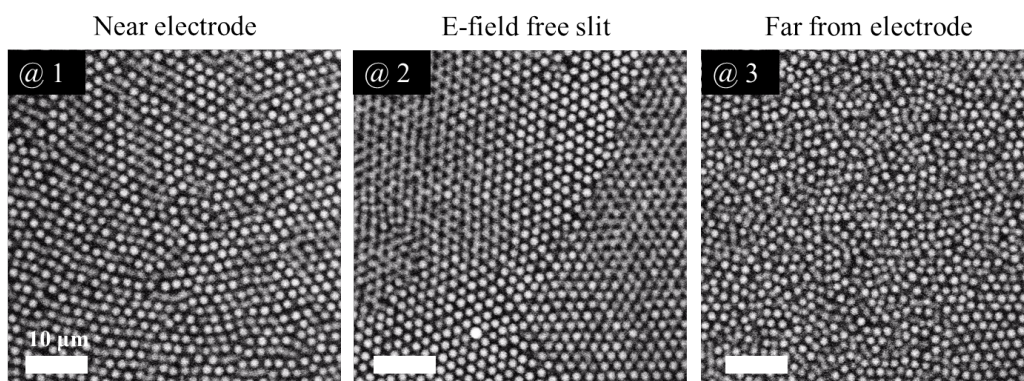 Near electrode
E-field free slit
Far from electrode
@ 1
@ 2
@ 3
10 μm